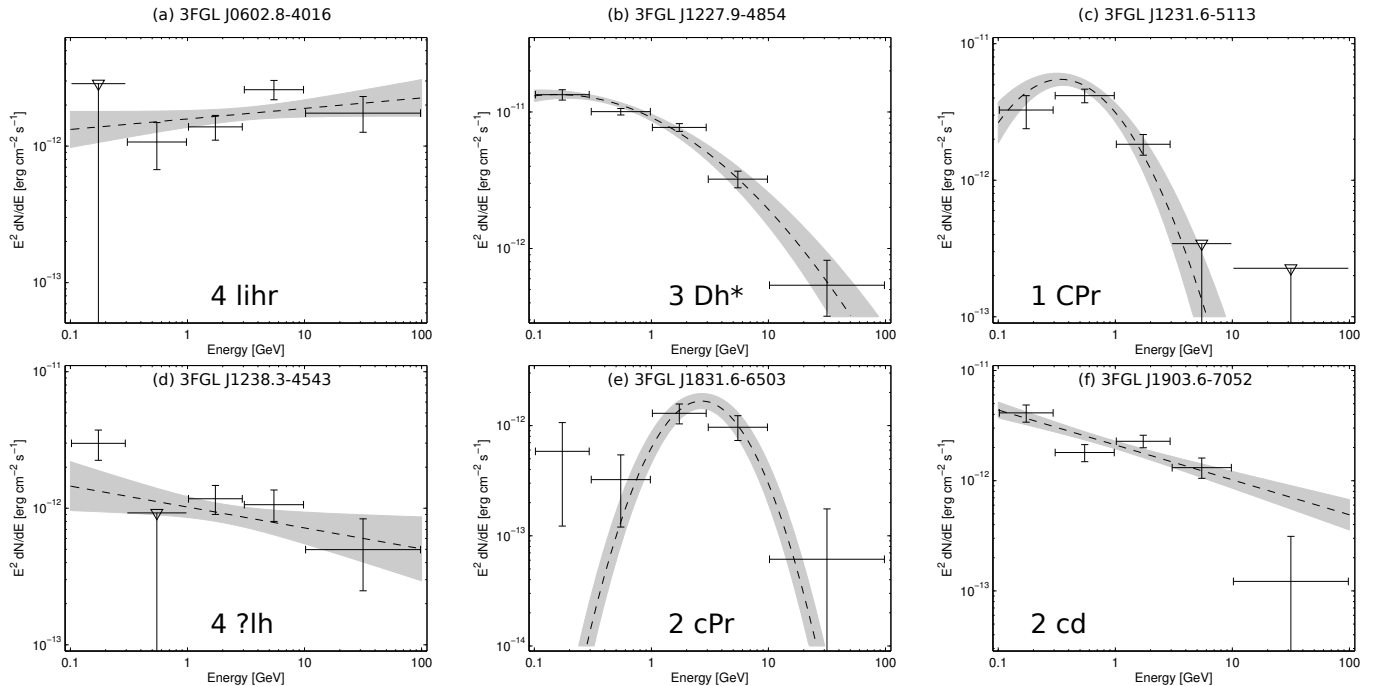 (a) 3FGL J0602.8-4016
(b) 3FGL J1227.9-4854
(c) 3FGL J1231.6-5113
E² dN/dE [erg cm⁻² s⁻¹]
10⁻¹²
10⁻¹³
4 lihr
0.1 1 10 100
Energy [GeV]
E² dN/dE [erg cm⁻² s⁻¹]
10⁻¹¹
10⁻¹²
3 Dh*
0.1 1 10 100
Energy [GeV]
E² dN/dE [erg cm⁻² s⁻¹]
10⁻¹¹
10⁻¹²
10⁻¹³
1 CPr
0.1 1 10 100
Energy [GeV]
(d) 3FGL J1238.3-4543
(e) 3FGL J1831.6-6503
(f) 3FGL J1903.6-7052
E² dN/dE [erg cm⁻² s⁻¹]
10⁻¹¹
10⁻¹²
10⁻¹³
4 ?lh
0.1 1 10 100
Energy [GeV]
E² dN/dE [erg cm⁻² s⁻¹]
10⁻¹²
10⁻¹³
10⁻¹⁴
2 cPr
0.1 1 10 100
Energy [GeV]
E² dN/dE [erg cm⁻² s⁻¹]
10⁻¹¹
10⁻¹²
10⁻¹³
2 cd
0.1 1 10 100
Energy [GeV]